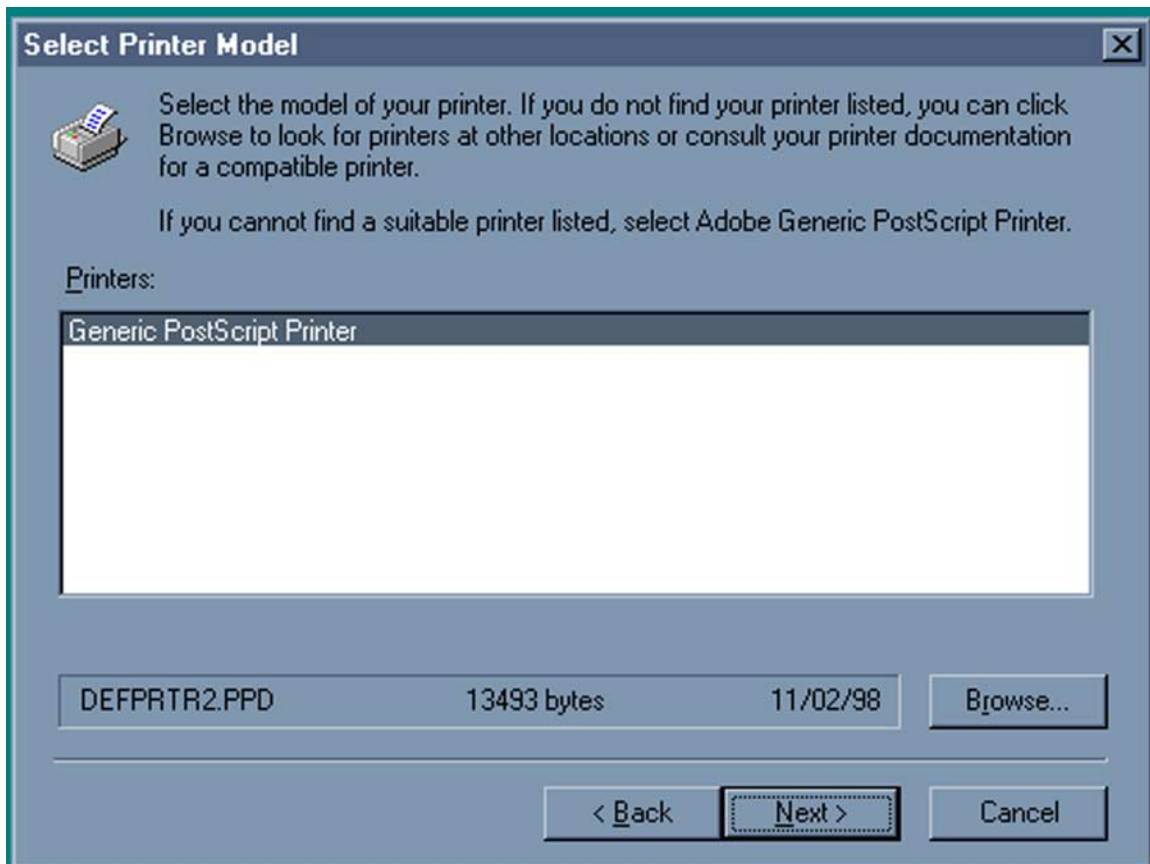 Select Printer Model
Select the model of your printer. If you do not find your printer listed, you can click
Browse to look for printers at other locations or consult your printer documentation
for a compatible printer.
If you cannot find a suitable printer listed, select Adobe Generic PostScript Printer.
Printers:
Generic PostScript Printer
DEFPRTR2.PPD 13493 bytes 11/02/98 Browse...
< Back Next > Cancel